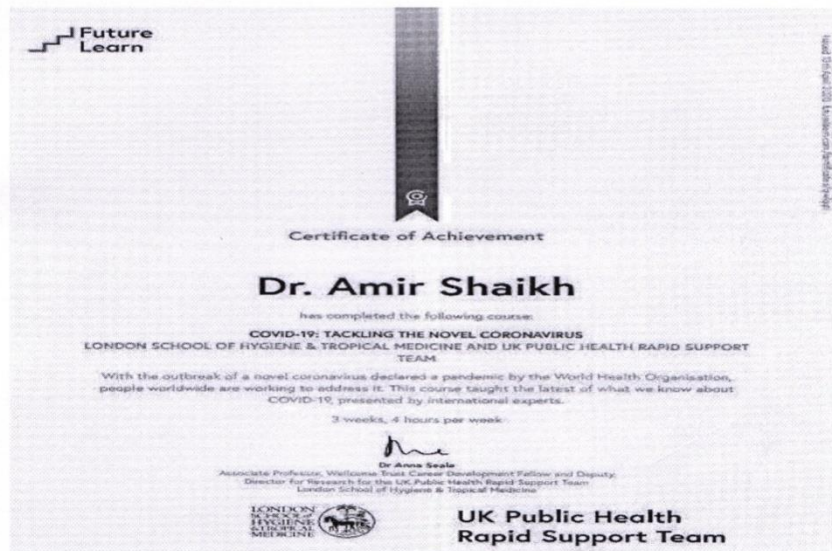 Future
Learn
Certificate of Achievement
Dr. Amir Shaikh
has completed the following course:
COVID-19: TACKLING THE NOVEL CORONAVIRUS
LONDON SCHOOL OF HYGIENE & TROPICAL MEDICINE AND UK PUBLIC HEALTH RAPID SUPPORT
TEAM
With the outbreak of a novel coronavirus declared a pandemic by the World Health Organisation,
people worldwide are working to address it. This course taught the latest of what we know about
COVID-19, presented by international experts.
3 weeks, 4 hours per week
Dr Anna Seale
Associate Professor, Wellcome Trust Career Development Fellow and Deputy
Director for Research for the UK Public Health Rapid Support Team
London School of Hygiene & Tropical Medicine
LONDON
SCHOOL of
HYGIENE
& TROPICAL
MEDICINE
UK Public Health
Rapid Support Team